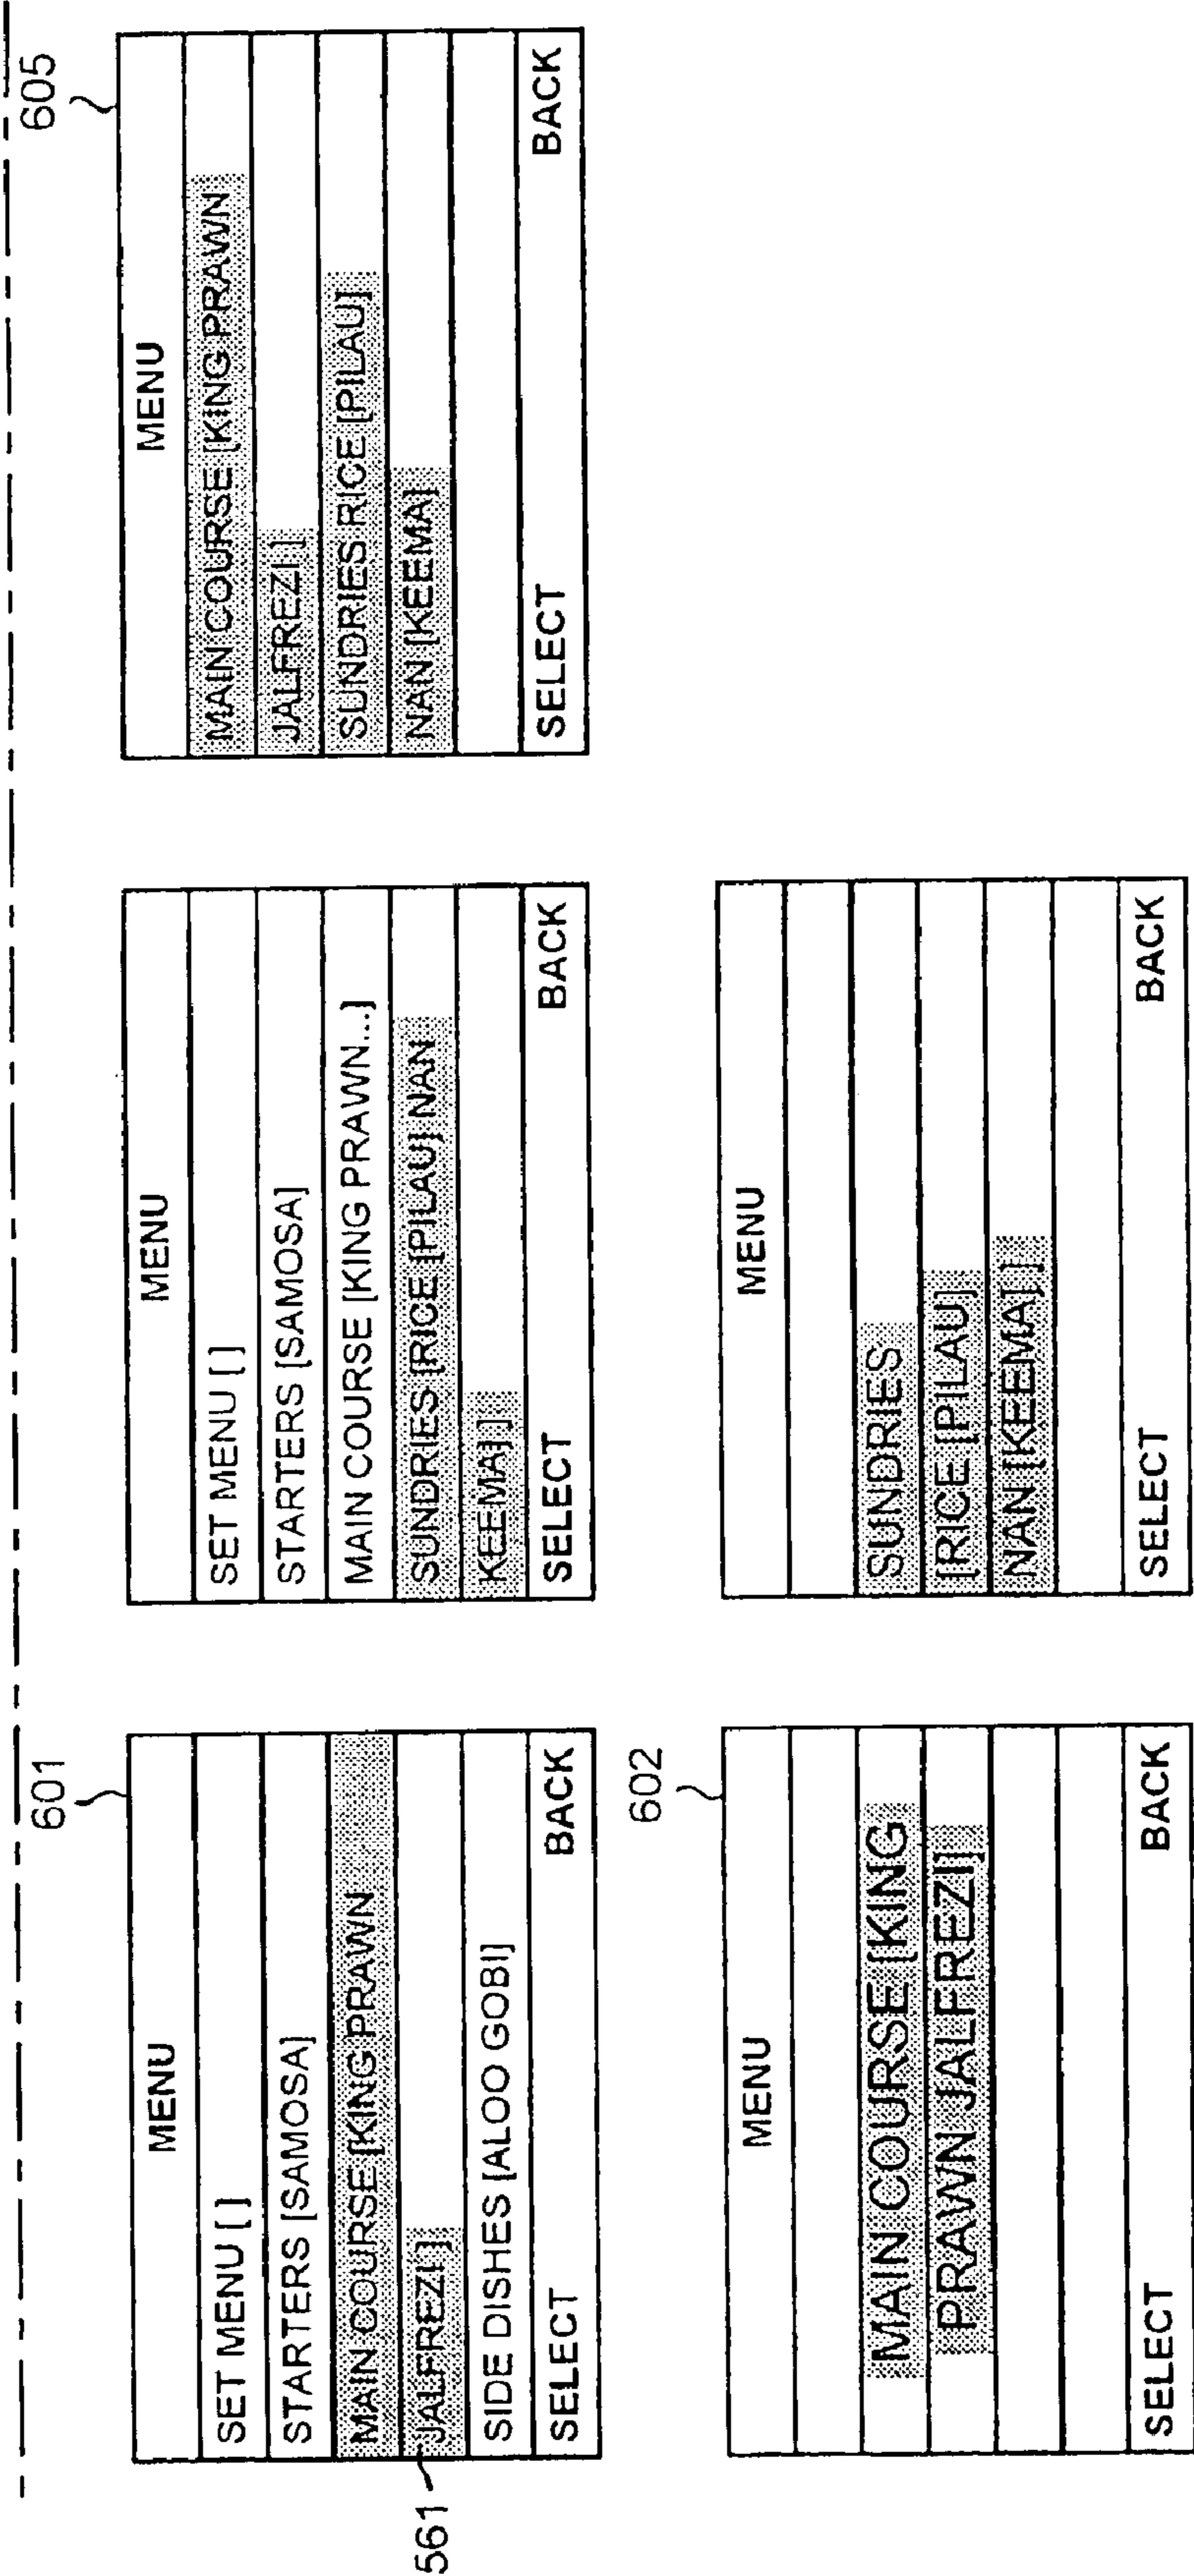 601
MENU
SET MENU [ ]
STARTERS [SAMOSA]
MAIN COURSE [KING PRAWN
JALFREZI ]
SIDE DISHES [ALOO GOBI]
SELECT BACK
561
MENU
SET MENU [ ]
STARTERS [SAMOSA]
MAIN COURSE [KING PRAWN...]
SUNDRIES [RICE [PILAU] NAN
KEEMA] ]
SELECT BACK
605
MENU
MAIN COURSE [KING PRAWN
JALFREZI ]
SUNDRIES RICE [PILAU]
NAN [KEEMA]
SELECT BACK
602
MENU
MAIN COURSE [KING
PRAWN JALFREZI]
SELECT BACK
MENU
SUNDRIES
[RICE [PILAU]
NAN [KEEMA] ]
SELECT BACK